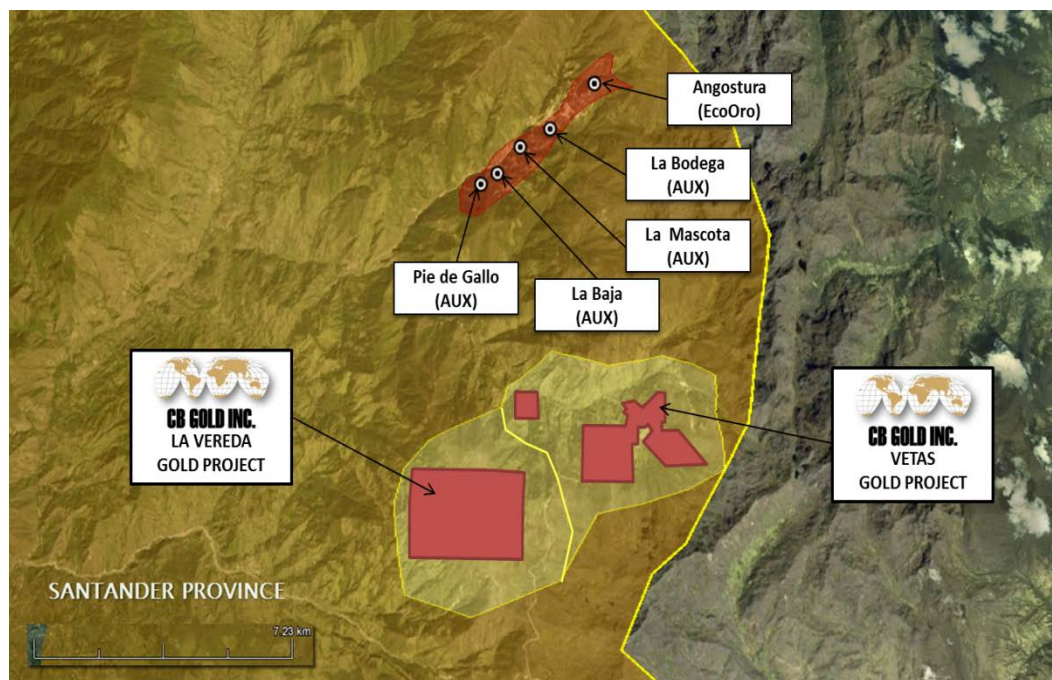 Angostura
(EcoOro)
La Bodega
(AUX)
La Mascota
(AUX)
Pie de Gallo
(AUX)
La Baja
(AUX)
CB GOLD INC.
LA VEREDA
GOLD PROJECT
CB GOLD INC.
VETAS
GOLD PROJECT
SANTANDER PROVINCE
7.23 km